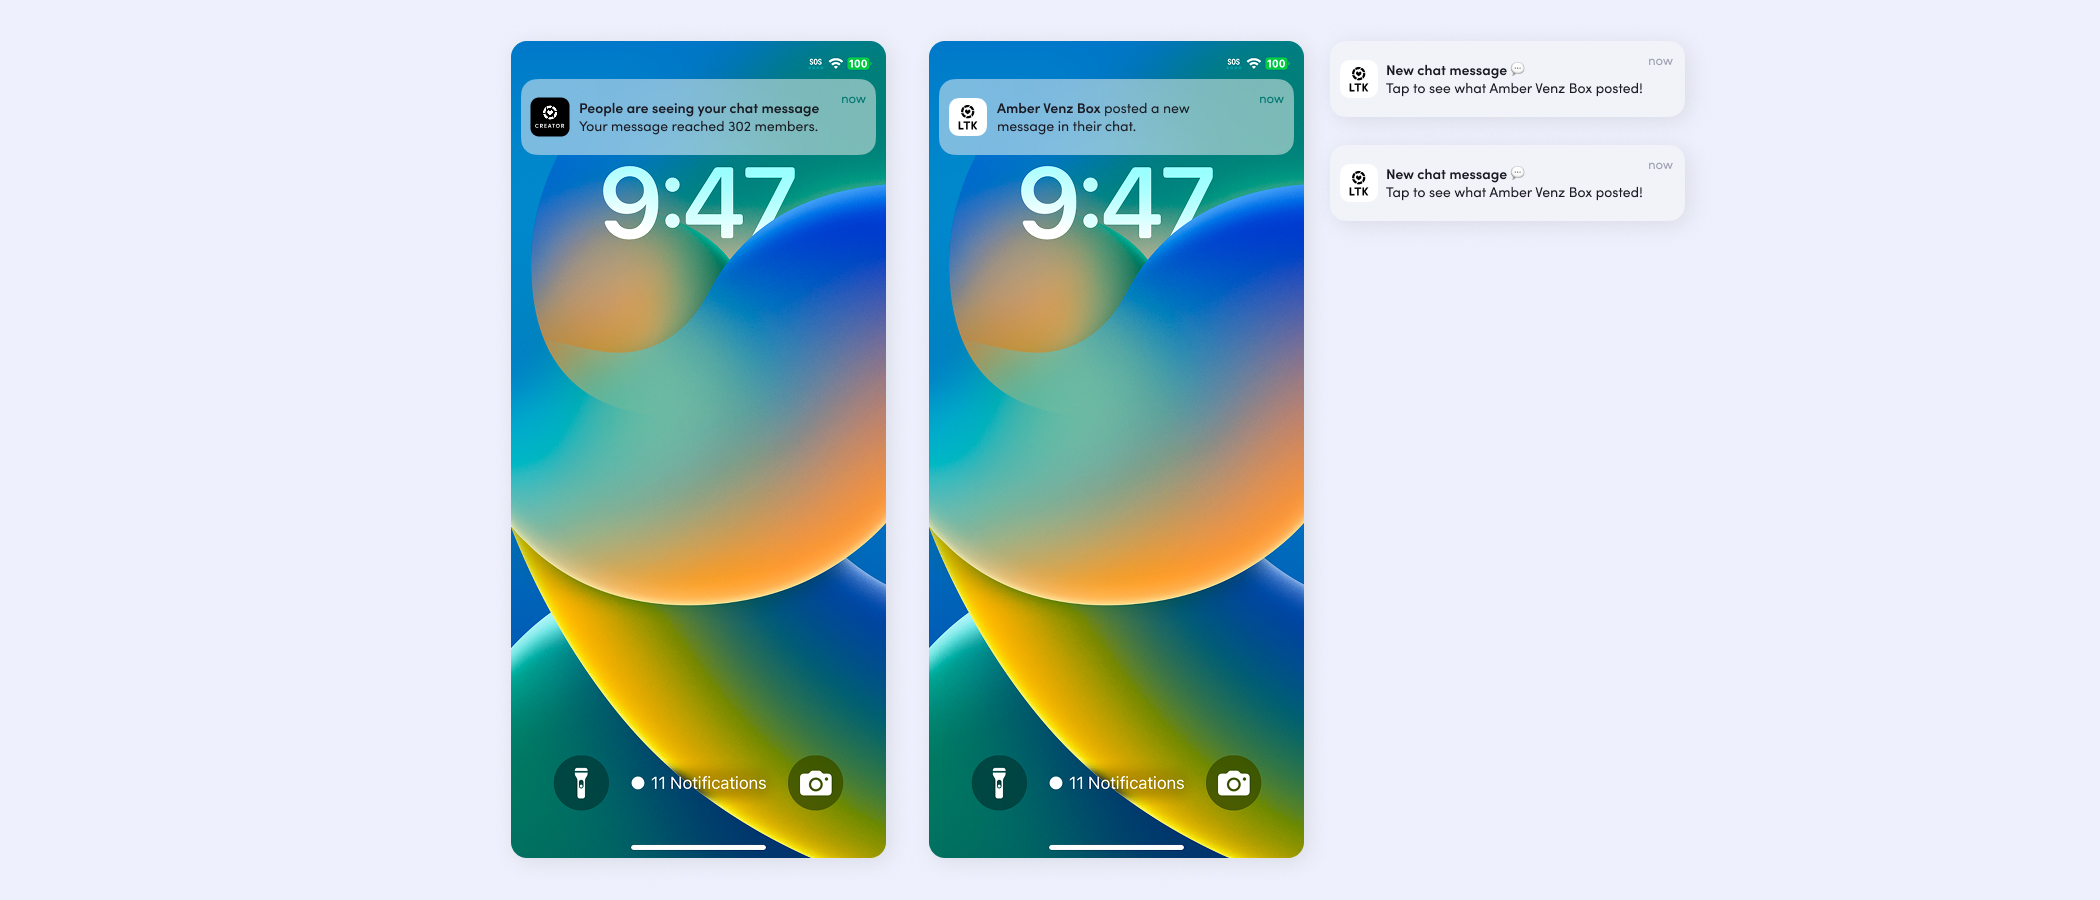 SOS 100
CREATOR
People are seeing your chat message
now
Your message reached 302 members.
9:47
11 Notifications
SOS 100
LTK
Amber Venz Box posted a new
now
message in their chat.
9:47
11 Notifications
LTK
New chat message 💬
now
Tap to see what Amber Venz Box posted!
LTK
New chat message 💬
now
Tap to see what Amber Venz Box posted!